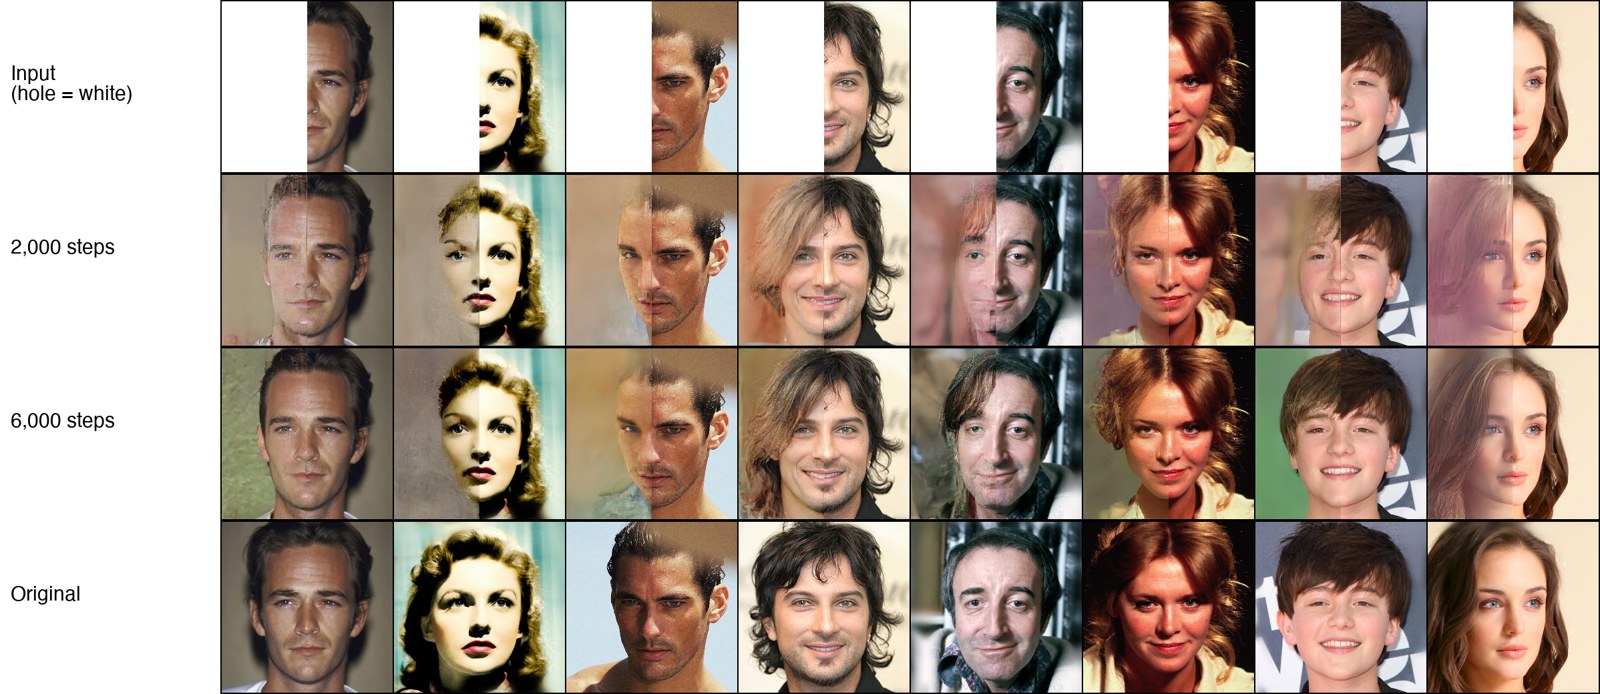 Input
(hole = white)
2,000 steps
6,000 steps
Original